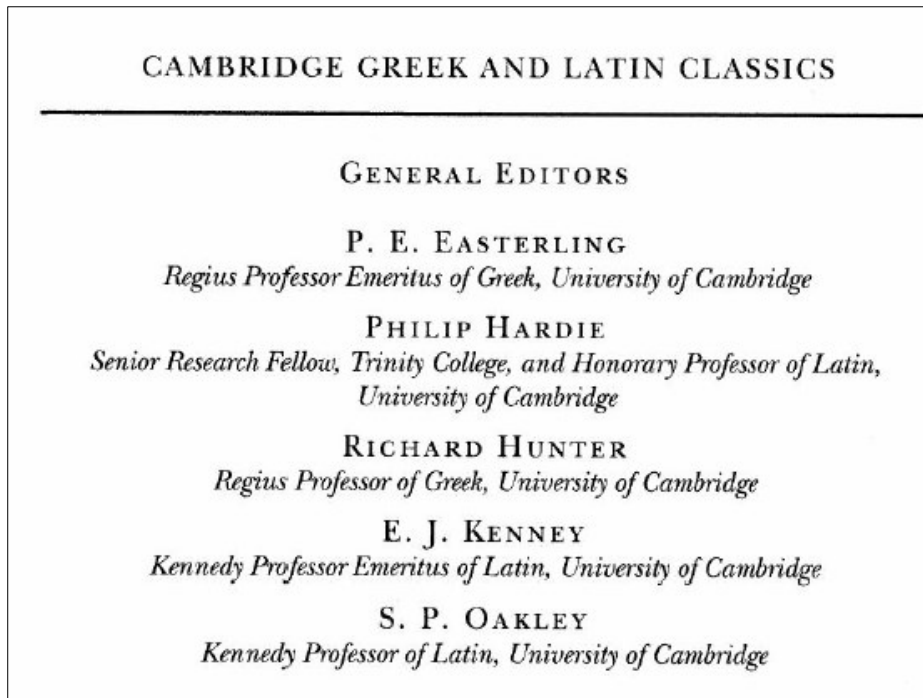 CAMBRIDGE GREEK AND LATIN CLASSICS
GENERAL EDITORS
P. E. EASTERLING
Regius Professor Emeritus of Greek, University of Cambridge
PHILIP HARDIE
Senior Research Fellow, Trinity College, and Honorary Professor of Latin,
University of Cambridge
RICHARD HUNTER
Regius Professor of Greek, University of Cambridge
E. J. KENNEY
Kennedy Professor Emeritus of Latin, University of Cambridge
S. P. OAKLEY
Kennedy Professor of Latin, University of Cambridge